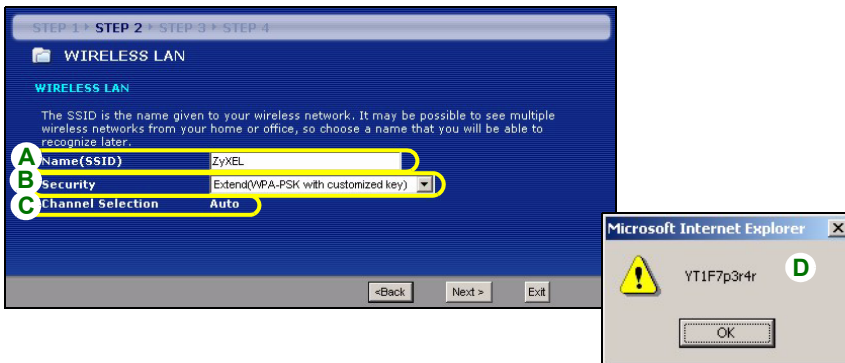 STEP 1 › STEP 2 › STEP 3 › STEP 4
WIRELESS LAN
WIRELESS LAN
The SSID is the name given to your wireless network. It may be possible to see multiple
wireless networks from your home or office, so choose a name that you will be able to
recognize later.
A Name(SSID) ZyXEL
B Security Extend(WPA-PSK with customized key)
C Channel Selection Auto
<Back Next > Exit
Microsoft Internet Explorer X
YT1F7p3r4r D
OK